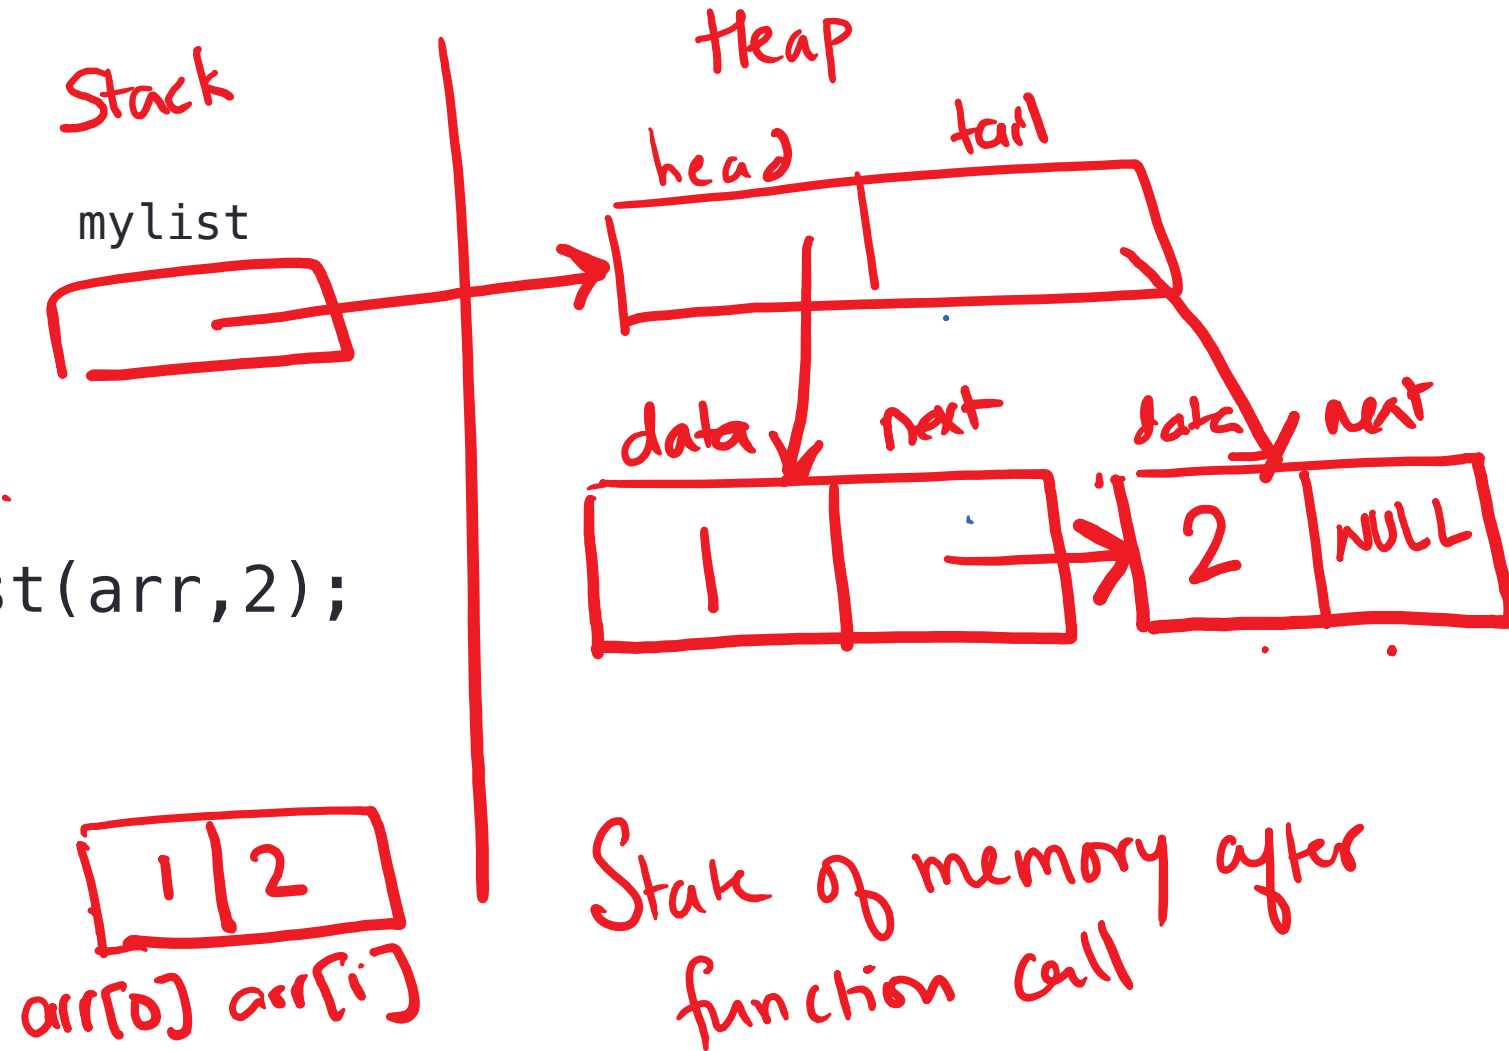 Stack
Heap
head tail
mylist
data next data next
1 2 NULL
st(arr,2);
1 2
arr[0] arr[i]
State of memory after
function call